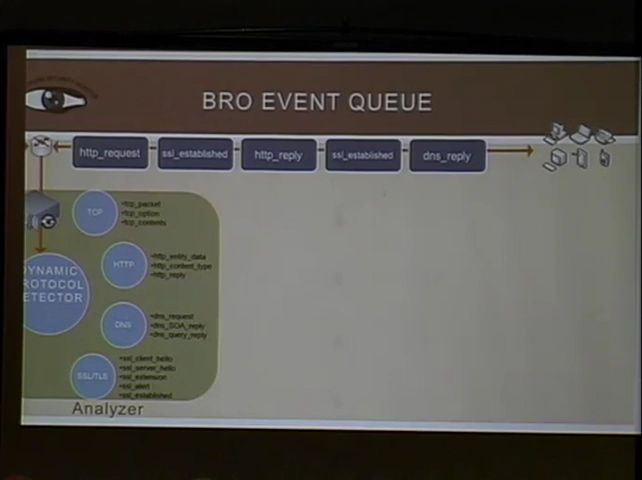 BRO EVENT QUEUE
http_request ssl_established http_reply ssl_established dns_reply
TCP
•tcp_packet
•tcp_option
•tcp_contents
HTTP
•http_entity_data
•http_content_type
•http_reply
DYNAMIC
ROTOCOL
ETECTOR
DNS
•dns_request
•dns_SOA_reply
•dns_query_reply
SSL/TLS
•ssl_client_hello
•ssl_server_hello
•ssl_extension
•ssl_alert
•ssl_established
Analyzer